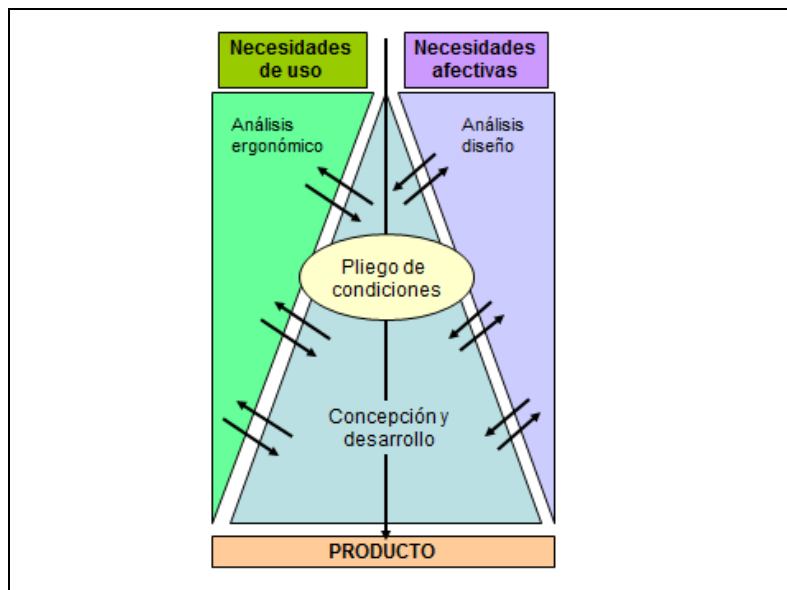 Necesidades
de uso
Necesidades
afectivas
Análisis
ergonómico
Análisis
diseño
Pliego de
condiciones
Concepción y
desarrollo
PRODUCTO